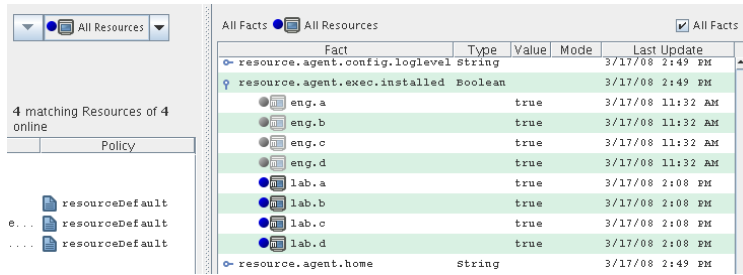 All Resources
4 matching Resources of 4
online
Policy
resourceDefault
e... resourceDefault
.... resourceDefault
All Facts All Resources All Facts
Fact Type Value Mode Last Update
resource.agent.config.loglevel String 3/17/08 2:49 PM
resource.agent.exec.installed Boolean 3/17/08 2:49 PM
eng.a true 3/17/08 11:32 AM
eng.b true 3/17/08 11:32 AM
eng.c true 3/17/08 11:32 AM
eng.d true 3/17/08 11:32 AM
lab.a true 3/17/08 2:08 PM
lab.b true 3/17/08 2:08 PM
lab.c true 3/17/08 2:08 PM
lab.d true 3/17/08 2:08 PM
resource.agent.home String 3/17/08 2:49 PM